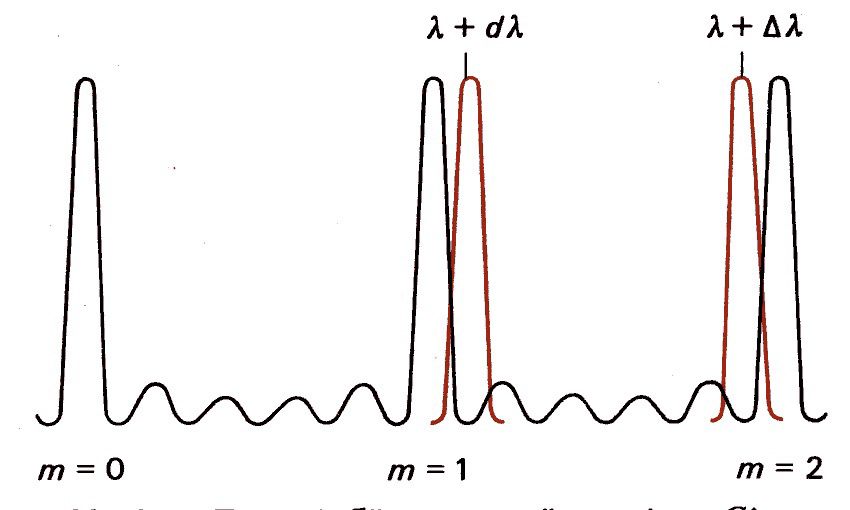 λ + dλ λ + Δλ
m = 0 m = 1 m = 2